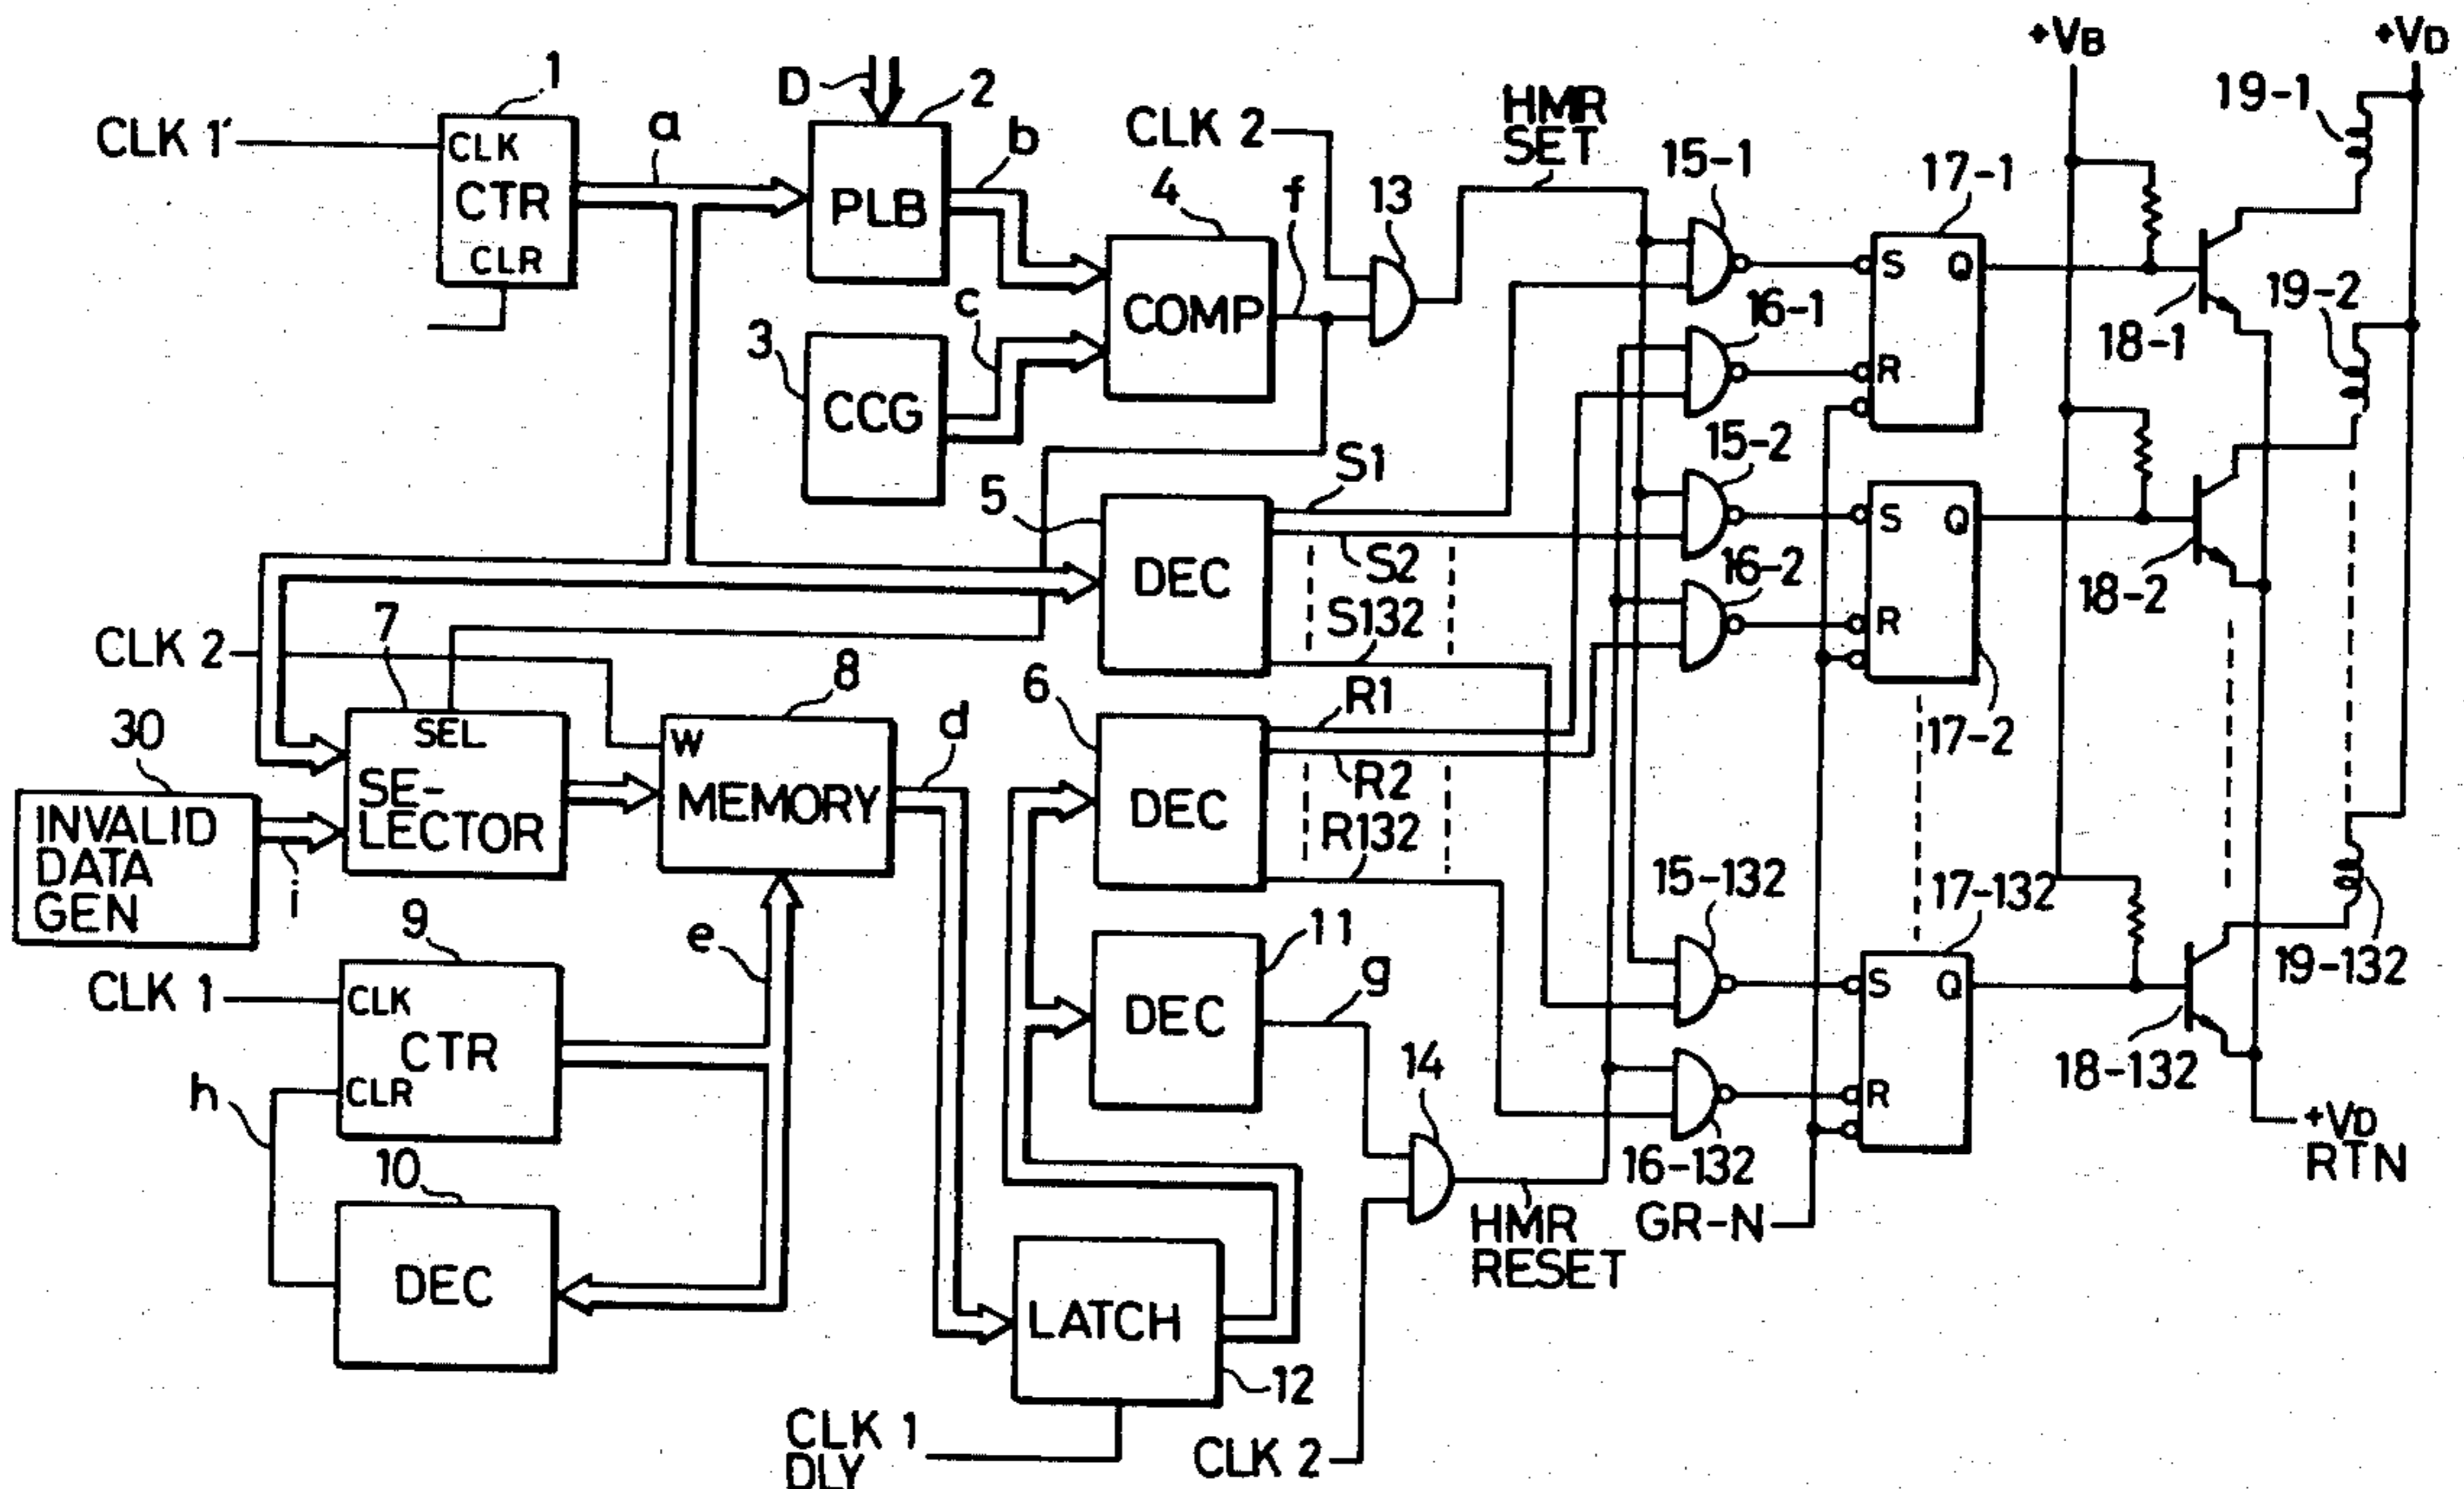 +VB
+VD
1
D
2
19-1
CLK 1'
CLK
CTR
CLR
a
PLB
b
CLK 2
HMR
SET
15-1
17-1
4
f
13
S
Q
R
18-1
19-2
3
CCG
c
COMP
16-1
15-2
S1
5
DEC
S2
S132
16-2
S
Q
R
18-2
17-2
CLK 2
7
8
6
R1
30
SEL
SE-
LECTOR
W
MEMORY
d
DEC
R2
R132
INVALID
DATA
GEN
i
9
e
11
15-132
17-132
19-132
CLK 1
CLK
CTR
CLR
DEC
g
S
Q
R
h
14
18-132
16-132
+VD
RTN
10
DEC
HMR
RESET
GR-N
LATCH
12
CLK 1
DLY
CLK 2